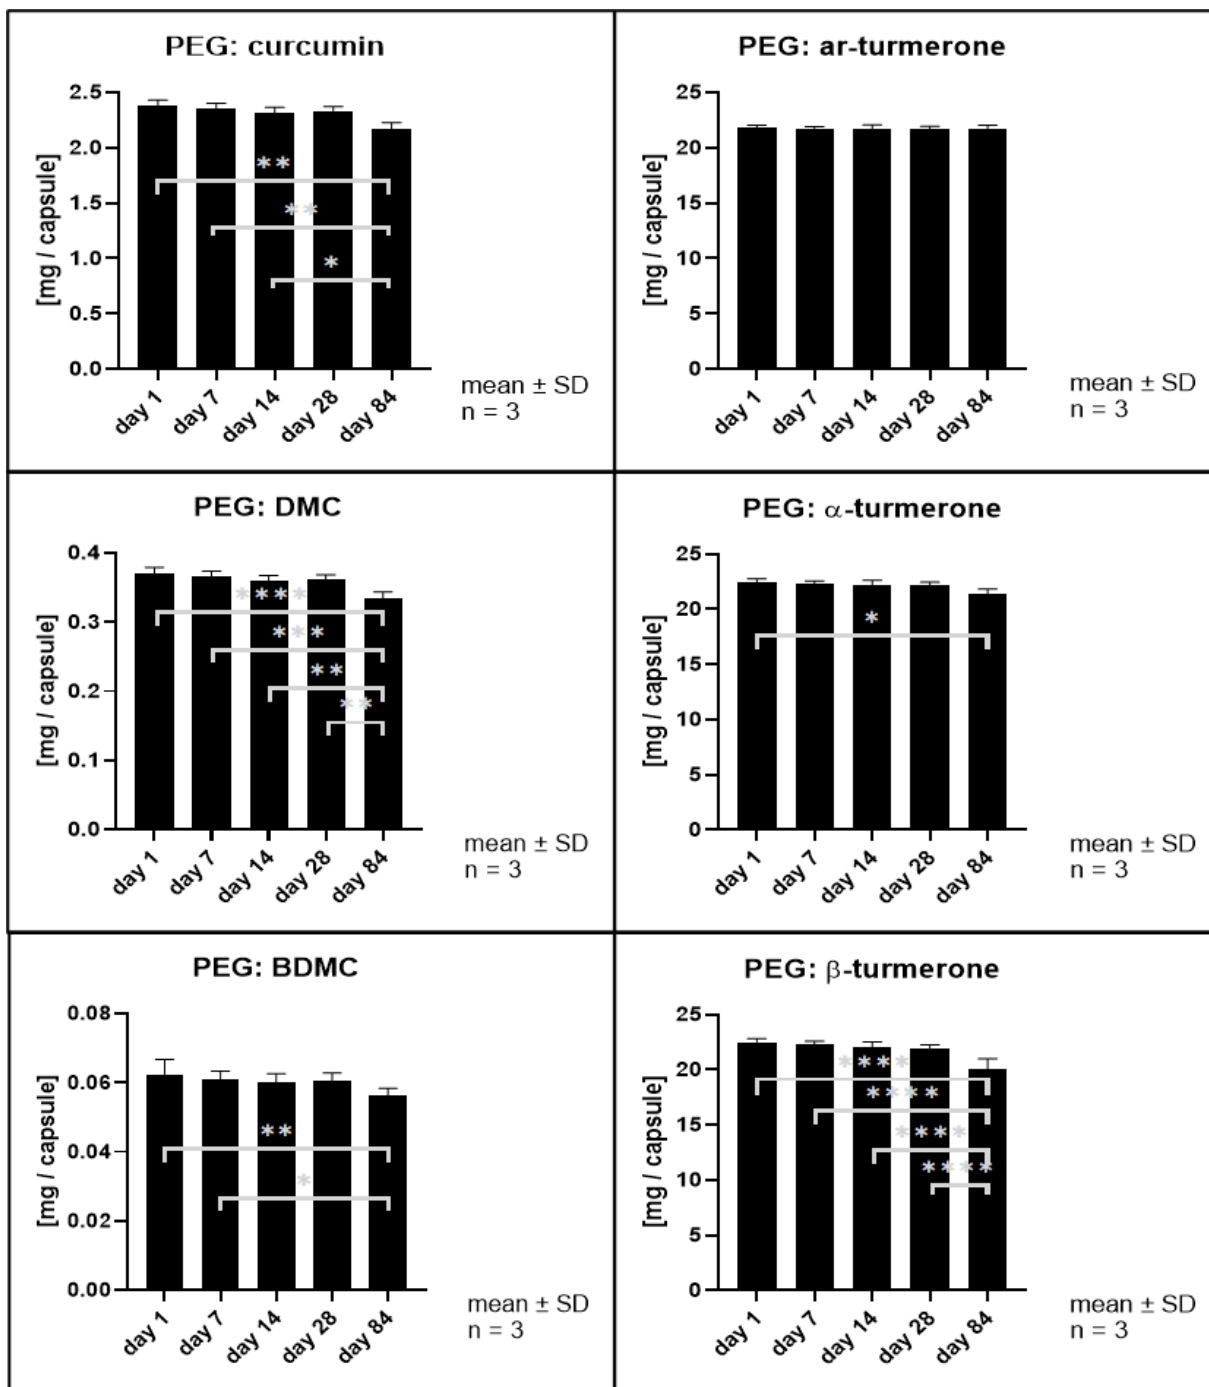 PEG: curcumin
[mg / capsule]
2.5
2.0
1.5
1.0
0.5
0.0
**
**
*
day 1
day 7
day 14
day 28
day 84
mean ± SD
n = 3
PEG: ar-turmerone
[mg / capsule]
25
20
15
10
5
0
day 1
day 7
day 14
day 28
day 84
mean ± SD
n = 3
PEG: DMC
[mg / capsule]
0.4
0.3
0.2
0.1
0.0
****
***
**
**
day 1
day 7
day 14
day 28
day 84
mean ± SD
n = 3
PEG: α-turmerone
[mg / capsule]
25
20
15
10
5
0
*
day 1
day 7
day 14
day 28
day 84
mean ± SD
n = 3
PEG: BDMC
[mg / capsule]
0.08
0.06
0.04
0.02
0.00
**
*
day 1
day 7
day 14
day 28
day 84
mean ± SD
n = 3
PEG: β-turmerone
[mg / capsule]
25
20
15
10
5
0
****
****
****
****
day 1
day 7
day 14
day 28
day 84
mean ± SD
n = 3